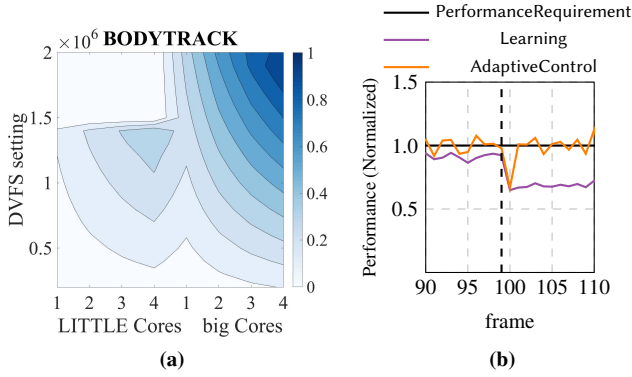 ×10⁶ BODYTRACK
2
1.5
1
0.5
DVFS setting
1 2 3 4 1 2 3 4
LITTLE Cores big Cores
1
0.8
0.6
0.4
0.2
0
(a)
PerformanceRequirement
Learning
AdaptiveControl
1.5
1.0
0.5
Performance (Normalized)
90 95 100 105 110
frame
(b)